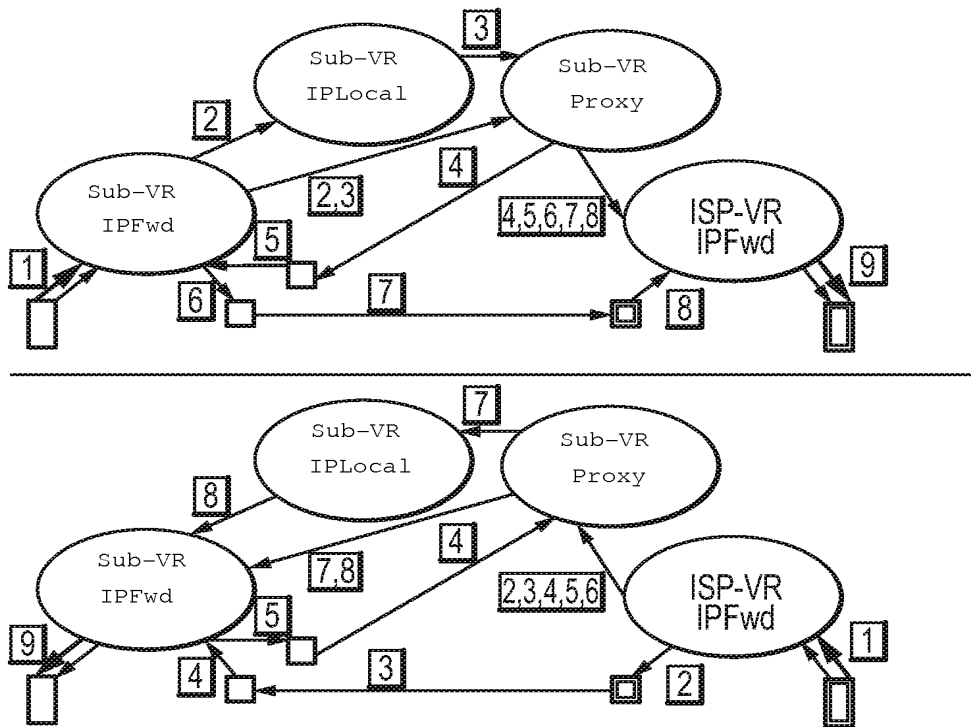 3
Sub-VR
IPLocal
Sub-VR
Proxy
2
4
Sub-VR
IPFwd
2,3
4,5,6,7,8
ISP-VR
IPFwd
5
1
9
6
7
8
7
Sub-VR
IPLocal
Sub-VR
Proxy
8
4
Sub-VR
IPFwd
7,8
2,3,4,5,6
ISP-VR
IPFwd
5
9
1
4
3
2